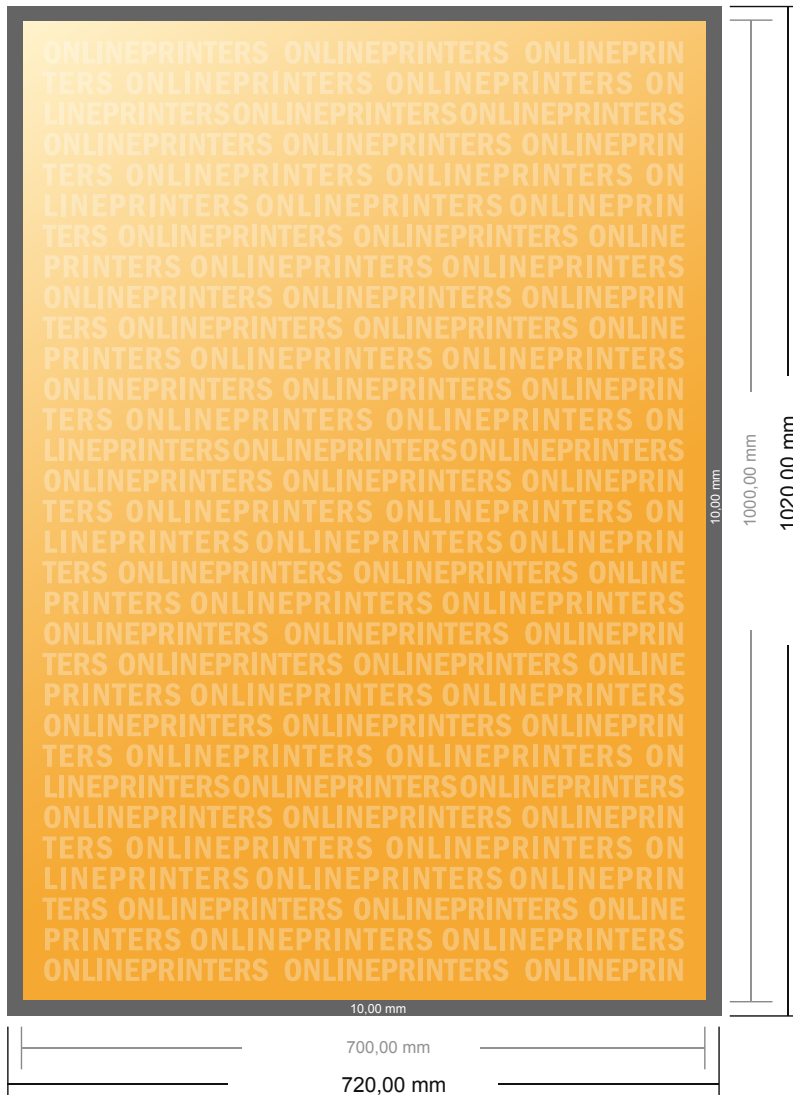 ONLINEPRINTERS ONLINEPRINTERS ONLINEPRIN
TERS ONLINEPRINTERS ONLINEPRINTERS ON
LINEPRINTERSONLINEPRINTERSONLINEPRINTERS
ONLINEPRINTERS ONLINEPRINTERS ONLINEPRIN
TERS ONLINEPRINTERS ONLINEPRINTERS ON
LINEPRINTERS ONLINEPRINTERS ONLINEPRIN
TERS ONLINEPRINTERS ONLINEPRINTERS ONLINE
PRINTERS ONLINEPRINTERS ONLINEPRINTERS
ONLINEPRINTERS ONLINEPRINTERS ONLINEPRIN
TERS ONLINEPRINTERS ONLINEPRINTERS ONLINE
PRINTERS ONLINEPRINTERS ONLINEPRINTERS
ONLINEPRINTERS ONLINEPRINTERS ONLINEPRIN
TERS ONLINEPRINTERS ONLINEPRINTERS ON
LINEPRINTERSONLINEPRINTERSONLINEPRINTERS
ONLINEPRINTERS ONLINEPRINTERS ONLINEPRIN
TERS ONLINEPRINTERS ONLINEPRINTERS ON
LINEPRINTERS ONLINEPRINTERS ONLINEPRIN
TERS ONLINEPRINTERS ONLINEPRINTERS ONLINE
PRINTERS ONLINEPRINTERS ONLINEPRINTERS
ONLINEPRINTERS ONLINEPRINTERS ONLINEPRIN
TERS ONLINEPRINTERS ONLINEPRINTERS ONLINE
PRINTERS ONLINEPRINTERS ONLINEPRINTERS
ONLINEPRINTERS ONLINEPRINTERS ONLINEPRIN
TERS ONLINEPRINTERS ONLINEPRINTERS ON
LINEPRINTERSONLINEPRINTERSONLINEPRINTERS
ONLINEPRINTERS ONLINEPRINTERS ONLINEPRIN
TERS ONLINEPRINTERS ONLINEPRINTERS ON
LINEPRINTERS ONLINEPRINTERS ONLINEPRIN
TERS ONLINEPRINTERS ONLINEPRINTERS ONLINE
PRINTERS ONLINEPRINTERS ONLINEPRINTERS
ONLINEPRINTERS ONLINEPRINTERS ONLINEPRIN
10,00 mm
1000,00 mm
1020,00 mm
10,00 mm
700,00 mm
720,00 mm